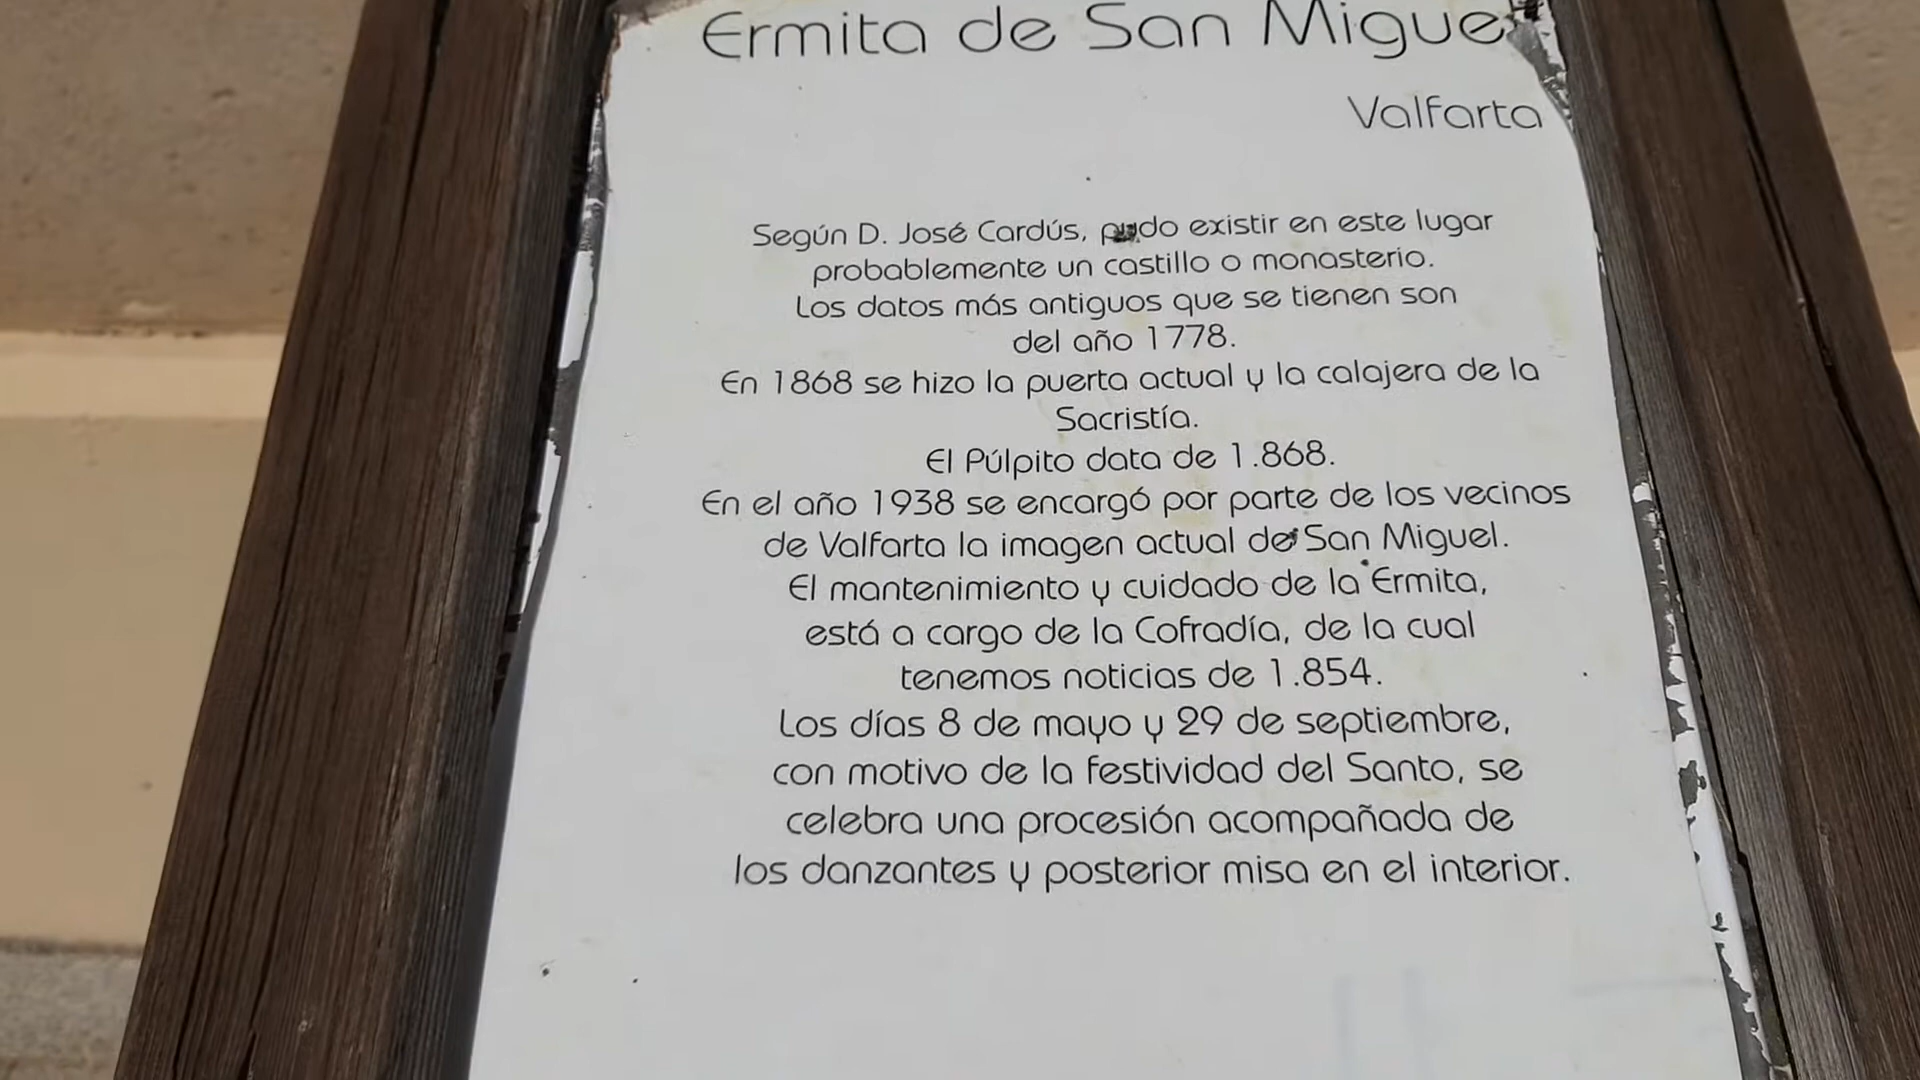 Ermita de San Migue
Valfarta
Según D. José Cardús, pudo existir en este lugar
probablemente un castillo o monasterio.
Los datos más antiguos que se tienen son
del año 1778.
En 1868 se hizo la puerta actual y la calajera de la
Sacristía.
El Púlpito data de 1.868.
En el año 1938 se encargó por parte de los vecinos
de Valfarta la imagen actual de San Miguel.
El mantenimiento y cuidado de la Ermita,
está a cargo de la Cofradía, de la cual
tenemos noticias de 1.854.
Los días 8 de mayo y 29 de septiembre,
con motivo de la festividad del Santo, se
celebra una procesión acompañada de
los danzantes y posterior misa en el interior.